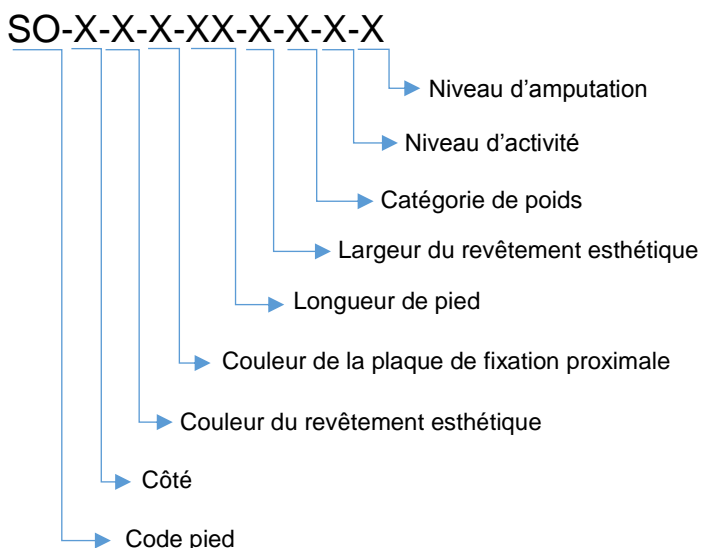 SO-X-X-X-XX-X-X-X-X
Niveau d'amputation
Niveau d'activité
Catégorie de poids
Largeur du revêtement esthétique
Longueur de pied
Couleur de la plaque de fixation proximale
Couleur du revêtement esthétique
Côté
Code pied